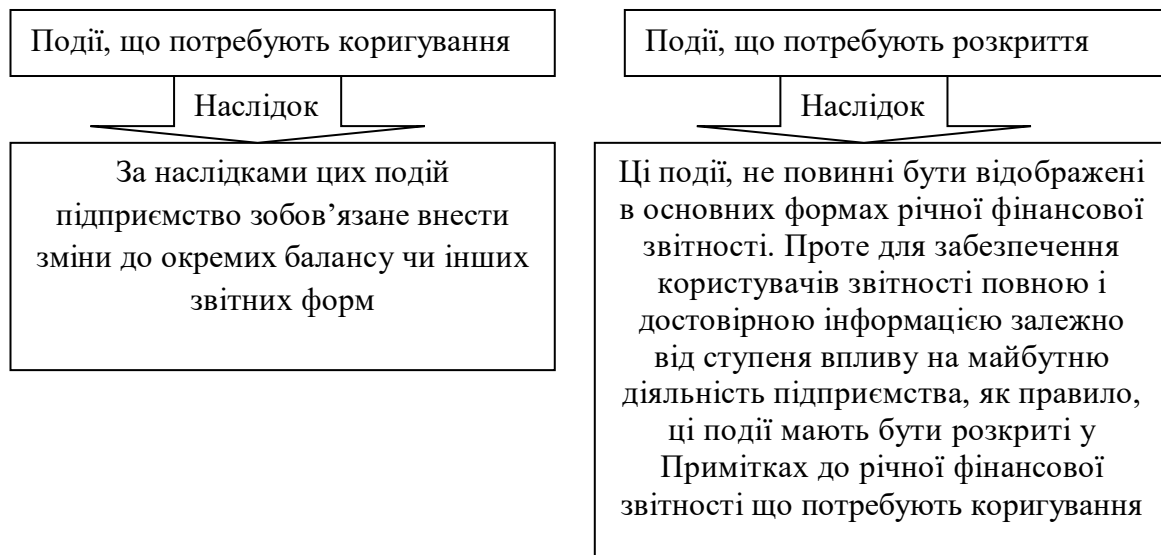 Події, що потребують коригування
Наслідок
За наслідками цих подій
підприємство зобов’язане внести
зміни до окремих балансу чи інших
звітних форм
Події, що потребують розкриття
Наслідок
Ці події, не повинні бути відображені
в основних формах річної фінансової
звітності. Проте для забезпечення
користувачів звітності повною і
достовірною інформацією залежно
від ступеня впливу на майбутню
діяльність підприємства, як правило,
ці події мають бути розкриті у
Примітках до річної фінансової
звітності що потребують коригування